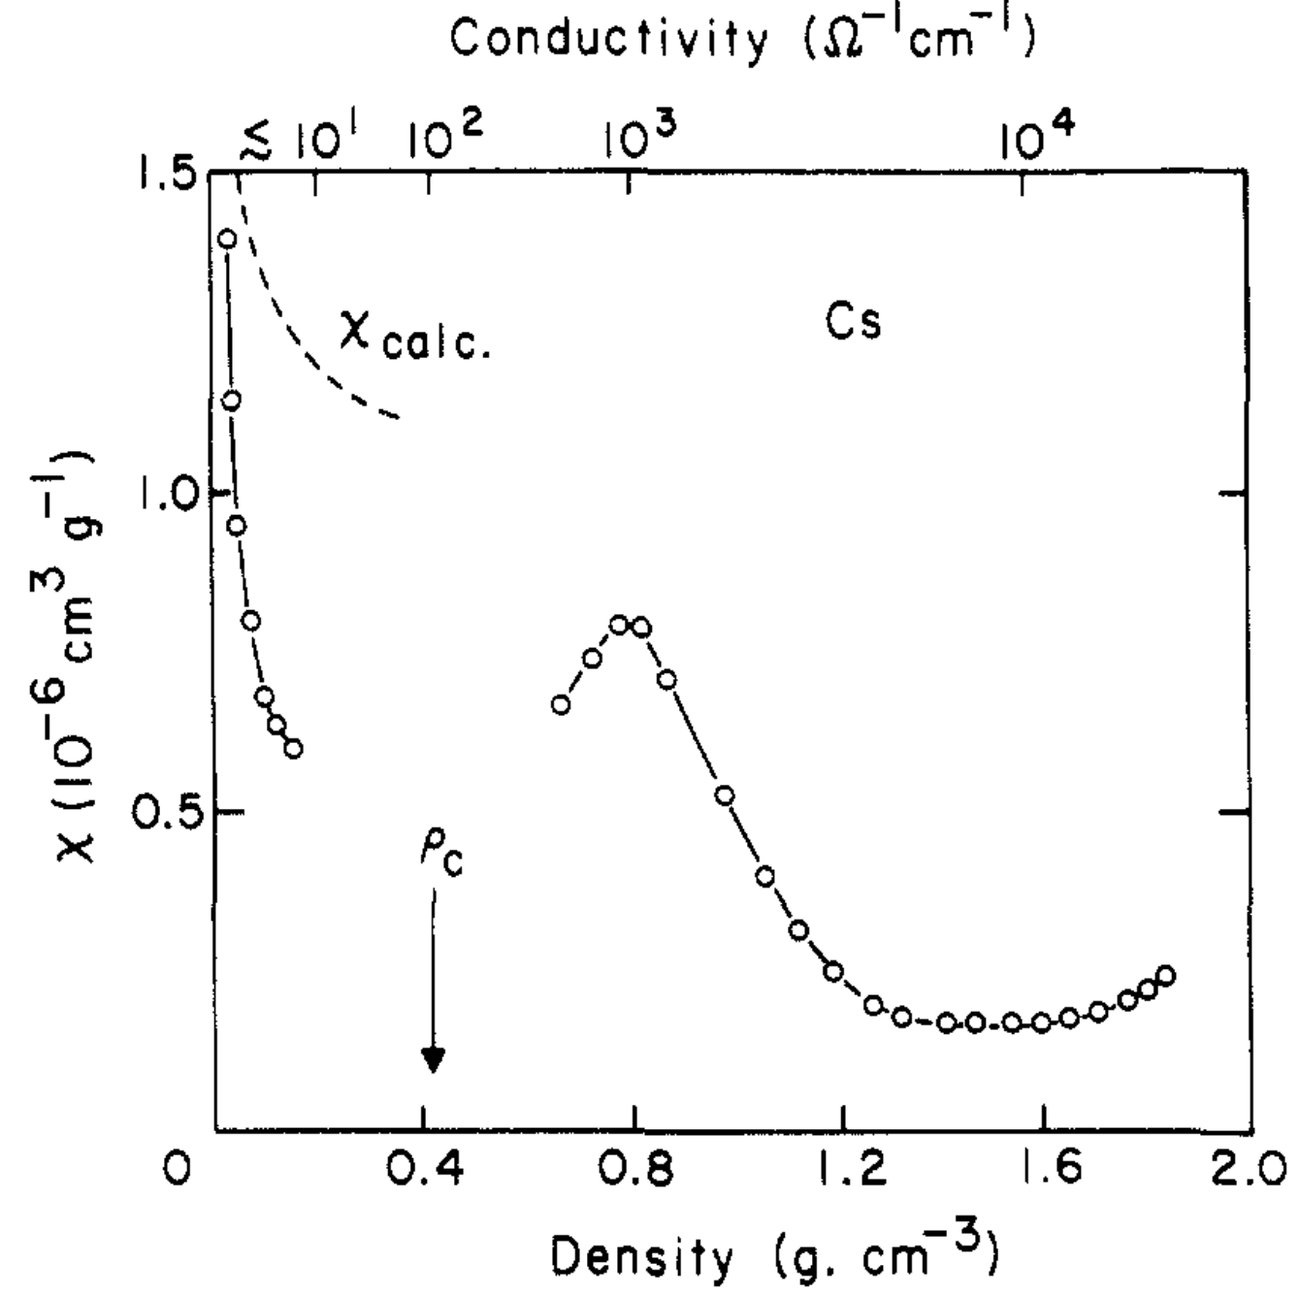 Conductivity (Ω⁻¹cm⁻¹)
≲ 10¹ 10² 10³ 10⁴
1.5
χ calc.
Cs
1.0
χ (10⁻⁶ cm³ g⁻¹)
0.5
ρc
0 0.4 0.8 1.2 1.6 2.0
Density (g. cm⁻³)